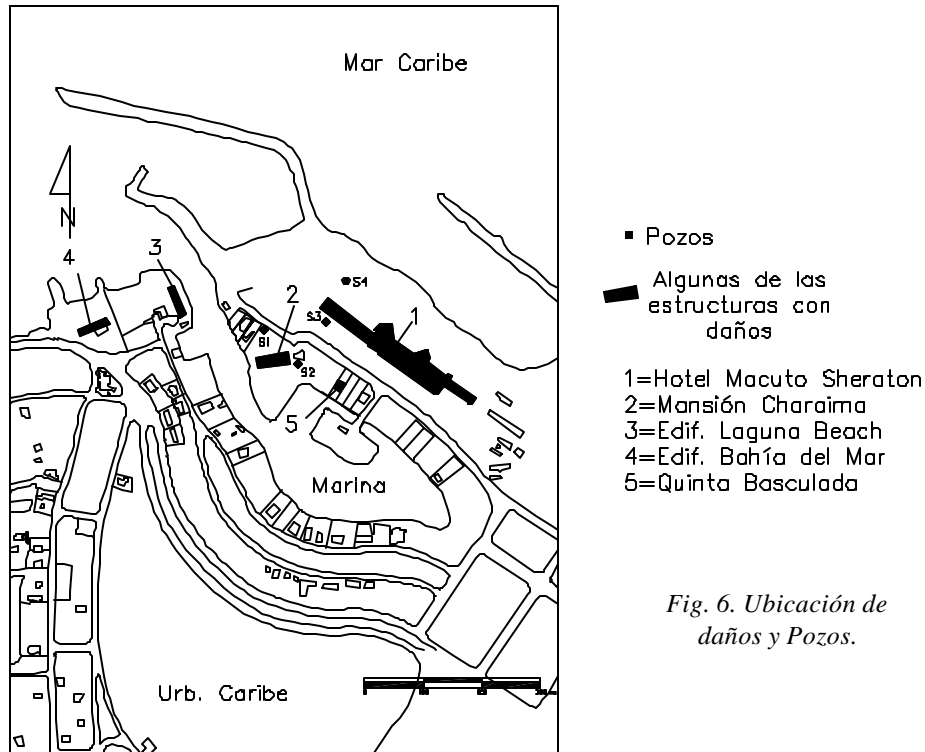 Mar Caribe
N
3
4
S4
2
S3
1
S1
S2
5
Marina
Urb. Caribe
Pozos
Algunas de las
estructuras con
daños
1=Hotel Macuto Sheraton
2=Mansión Charaima
3=Edif. Laguna Beach
4=Edif. Bahía del Mar
5=Quinta Basculada
Fig. 6. Ubicación de
daños y Pozos.